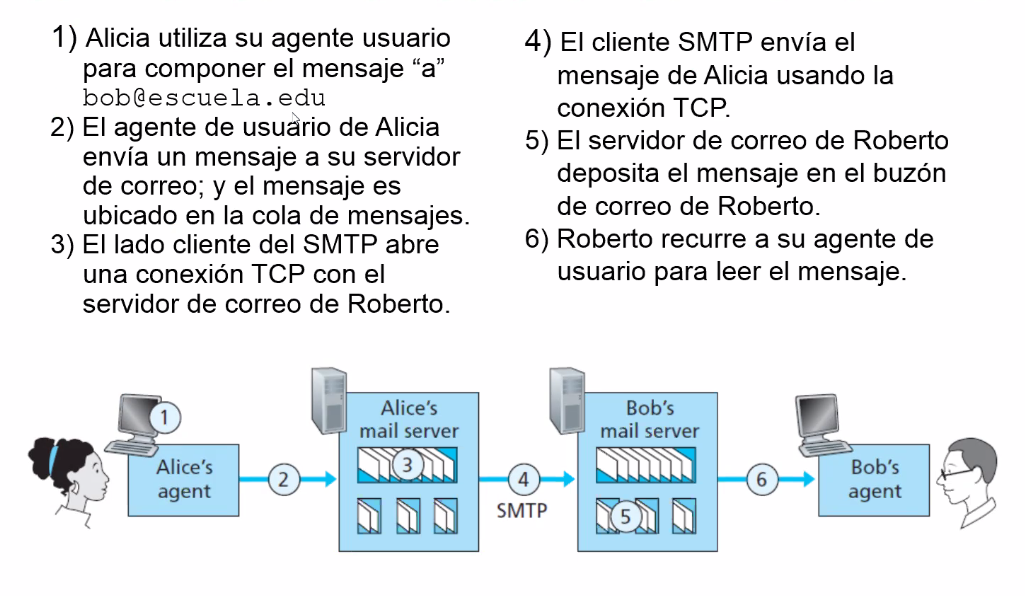 1) Alicia utiliza su agente usuario
para componer el mensaje “a”
bob@escuela.edu
2) El agente de usuario de Alicia
envía un mensaje a su servidor
de correo; y el mensaje es
ubicado en la cola de mensajes.
3) El lado cliente del SMTP abre
una conexión TCP con el
servidor de correo de Roberto.
4) El cliente SMTP envía el
mensaje de Alicia usando la
conexión TCP.
5) El servidor de correo de Roberto
deposita el mensaje en el buzón
de correo de Roberto.
6) Roberto recurre a su agente de
usuario para leer el mensaje.
1
Alice’s
agent
2
Alice’s
mail server
3
4
SMTP
Bob’s
mail server
5
6
Bob’s
agent